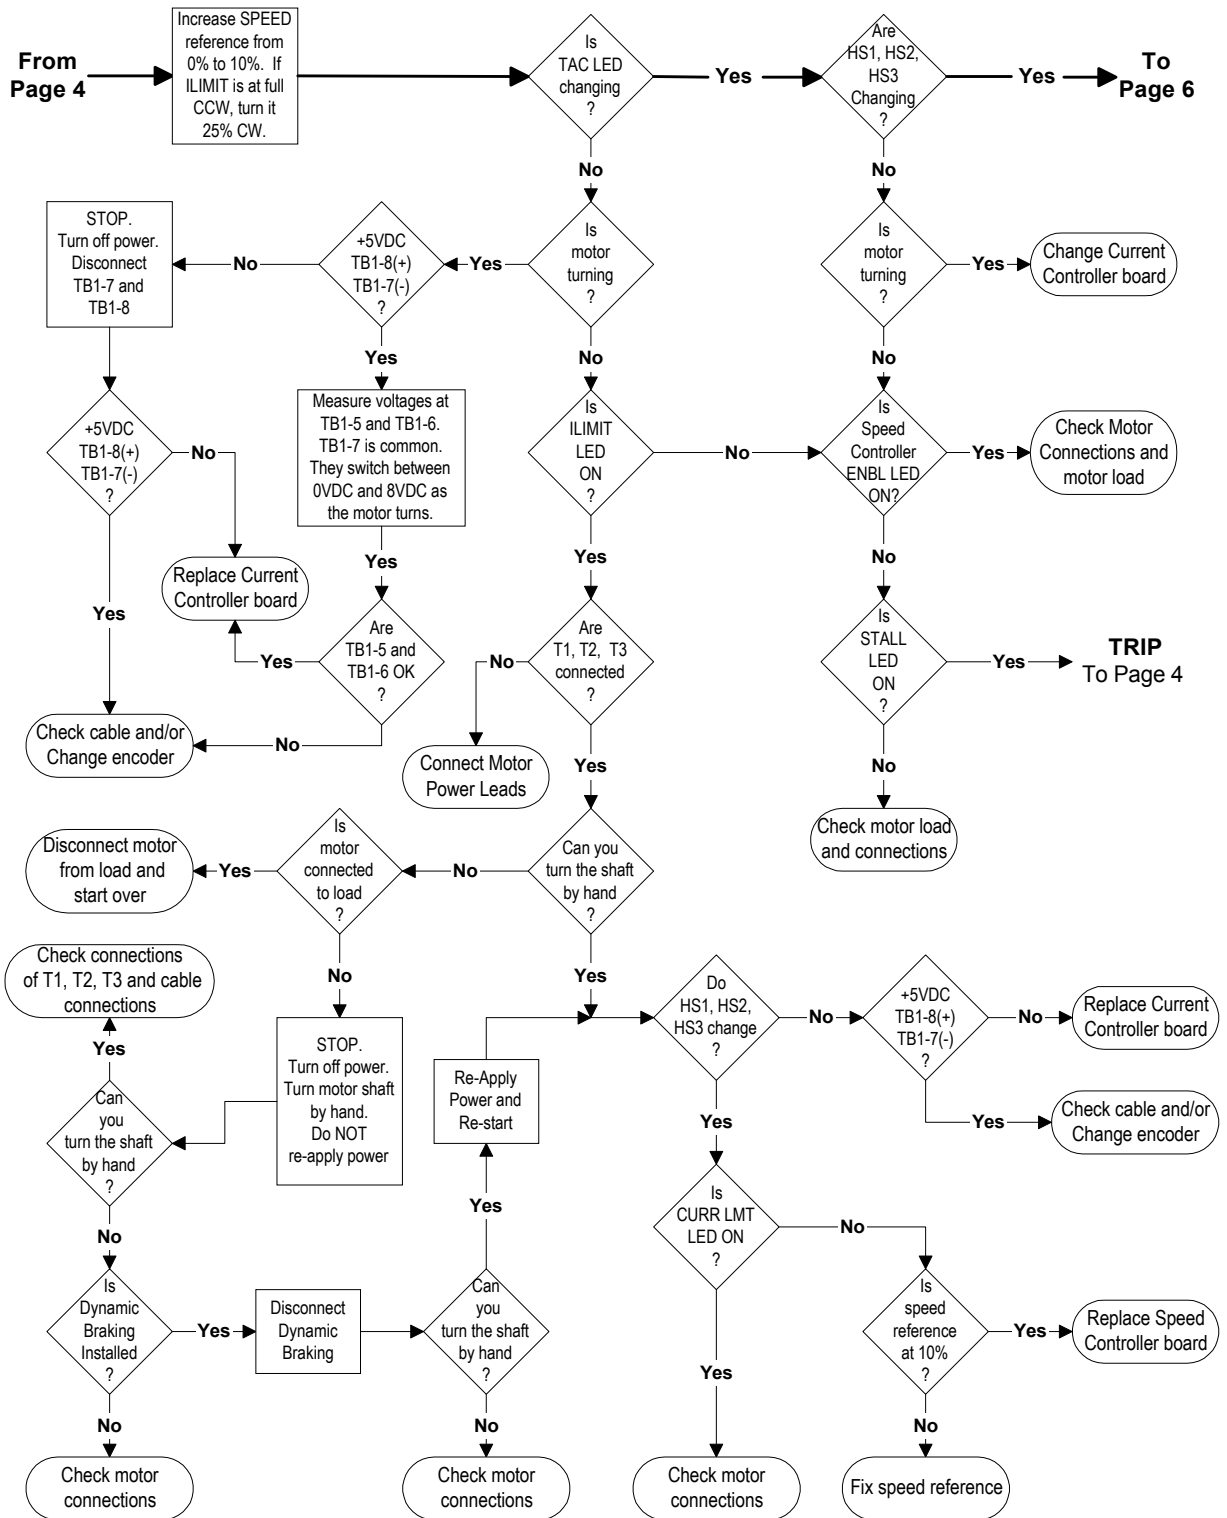 From
Page 4
Increase SPEED
reference from
0% to 10%. If
ILIMIT is at full
CCW, turn it
25% CW.
Is
TAC LED
changing
?
Yes
Are
HS1, HS2,
HS3
Changing
?
Yes
To
Page 6
No
No
STOP.
Turn off power.
Disconnect
TB1-7 and
TB1-8
No
+5VDC
TB1-8(+)
TB1-7(-)
?
Yes
Is
motor
turning
?
Is
motor
turning
?
Yes
Change Current
Controller board
Yes
No
No
+5VDC
TB1-8(+)
TB1-7(-)
?
No
Measure voltages at
TB1-5 and TB1-6.
TB1-7 is common.
They switch between
0VDC and 8VDC as
the motor turns.
Is
ILIMIT
LED
ON
?
No
Is
Speed
Controller
ENBL LED
ON?
Yes
Check Motor
Connections and
motor load
Yes
Yes
No
Replace Current
Controller board
Yes
Yes
Are
TB1-5 and
TB1-6 OK
?
No
Are
T1, T2, T3
connected
?
Is
STALL
LED
ON
?
Yes
TRIP
To Page 4
Check cable and/or
Change encoder
No
Connect Motor
Power Leads
Yes
No
Check motor load
and connections
Disconnect motor
from load and
start over
Yes
Is
motor
connected
to load
?
No
Can you
turn the shaft
by hand
?
Check connections
of T1, T2, T3 and cable
connections
No
Yes
Yes
STOP.
Turn off power.
Turn motor shaft
by hand.
Do NOT
re-apply power
Re-Apply
Power and
Re-start
Do
HS1, HS2,
HS3 change
?
No
+5VDC
TB1-8(+)
TB1-7(-)
?
No
Replace Current
Controller board
Can
you
turn the shaft
by hand
?
Yes
Yes
Check cable and/or
Change encoder
No
Yes
Is
CURR LMT
LED ON
?
No
Is
Dynamic
Braking
Installed
?
Yes
Disconnect
Dynamic
Braking
Can
you
turn the shaft
by hand
?
Is
speed
reference
at 10%
?
Yes
Replace Speed
Controller board
Yes
No
No
No
Check motor
connections
Check motor
connections
Check motor
connections
Fix speed reference